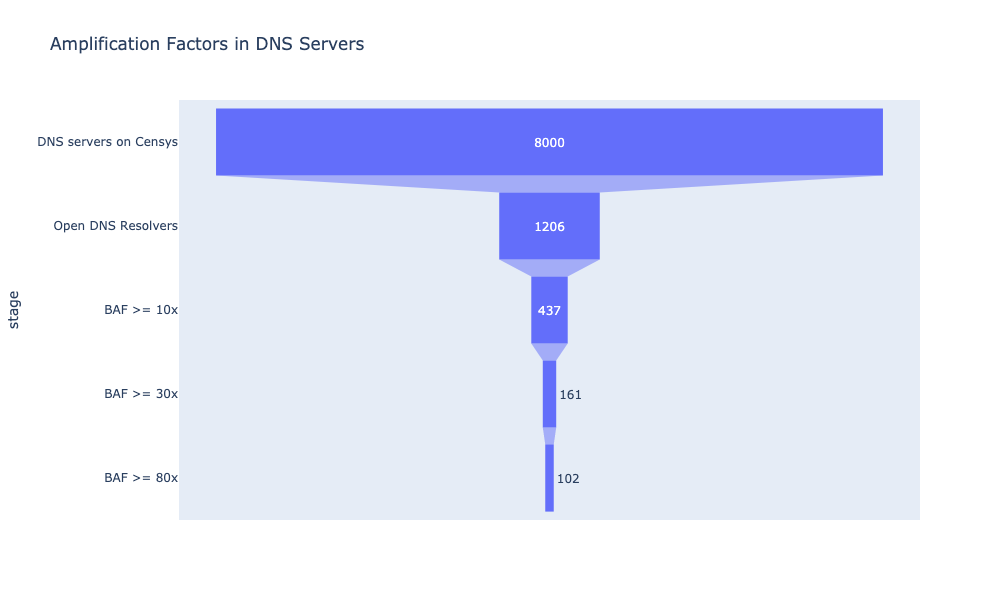 Amplification Factors in DNS Servers
DNS servers on Censys
8000
Open DNS Resolvers
1206
BAF >= 10x
437
BAF >= 30x
161
BAF >= 80x
102
stage